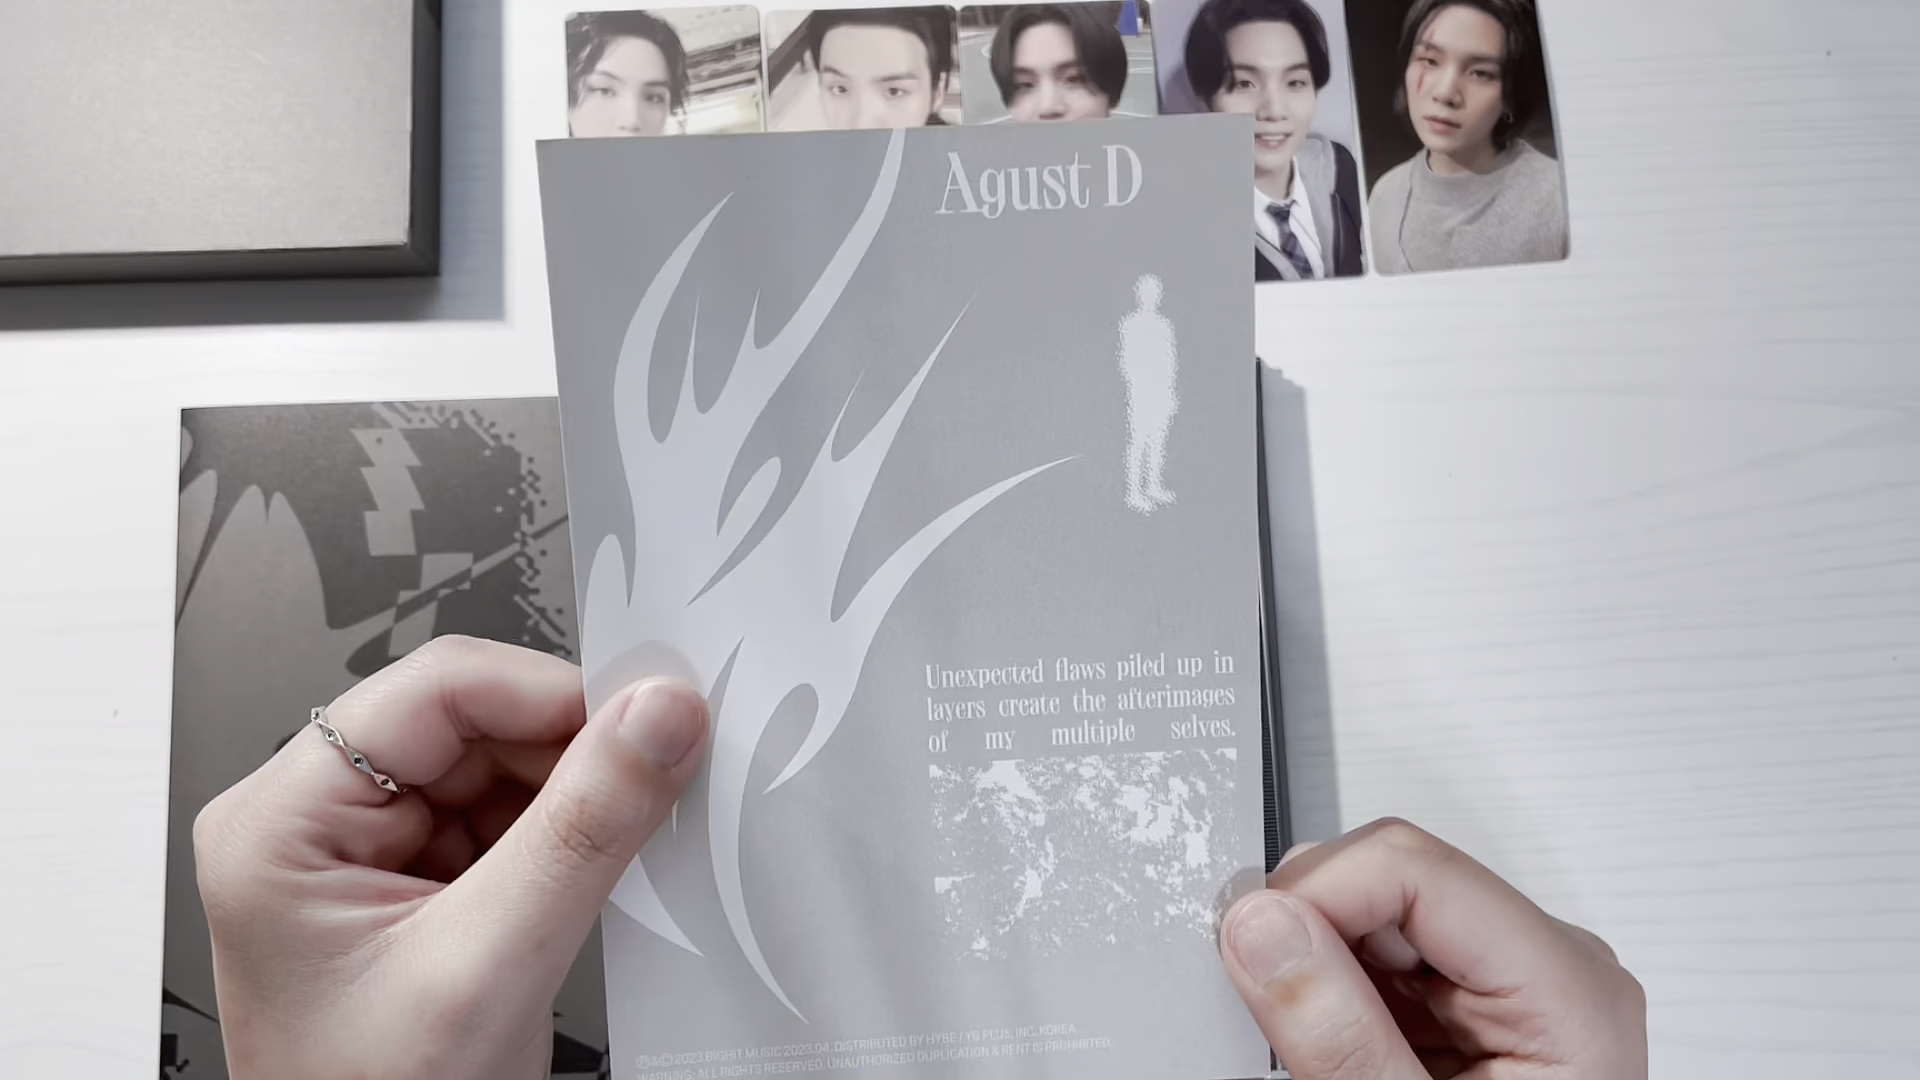 Agust D
Unexpected flaws piled up in
layers create the afterimages
of my multiple selves.
℗&© 2023 BIGHIT MUSIC 2023.04. DISTRIBUTED BY HYBE / YG PLUS, INC. KOREA.
WARNING: ALL RIGHTS RESERVED. UNAUTHORIZED DUPLICATION & RENT IS PROHIBITED.